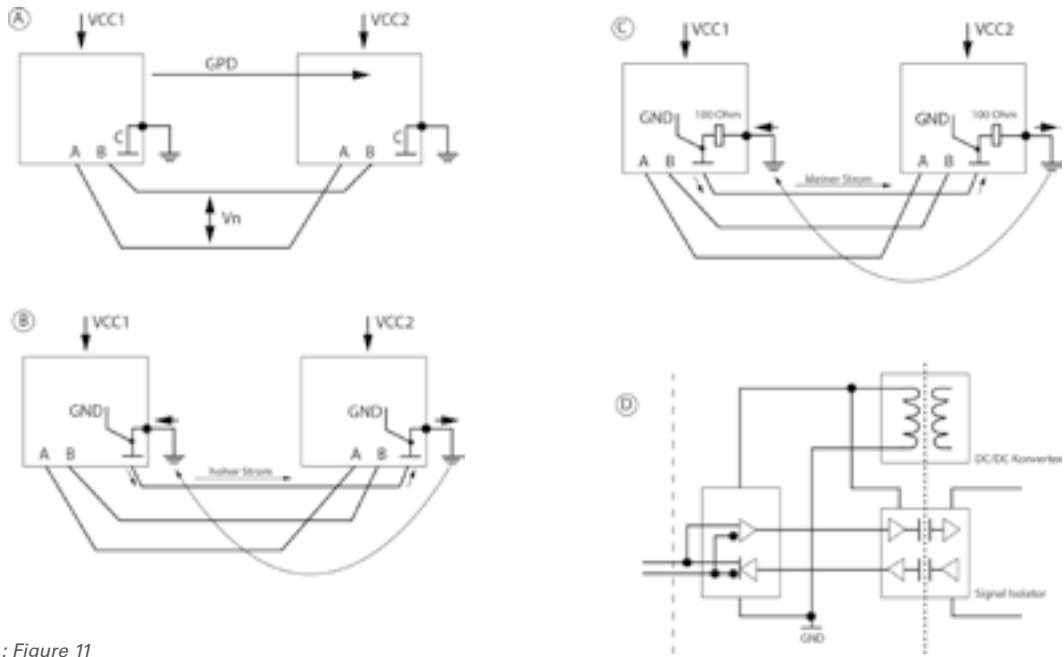 A
VCC1
VCC2
GPD
C
C
A B
A B
Vn
B
VCC1
VCC2
GND
GND
A B
A B
hoher Strom
C
VCC1
VCC2
GND
100 Ohm
GND
100 Ohm
A B
A B
kleiner Strom
D
DC/DC Konverter
Signal Isolator
GND
: Figure 11